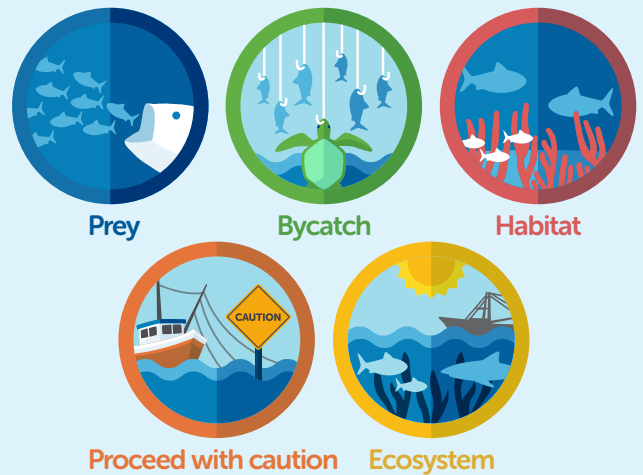 Prey
Bycatch
Habitat
CAUTION
Proceed with caution
Ecosystem